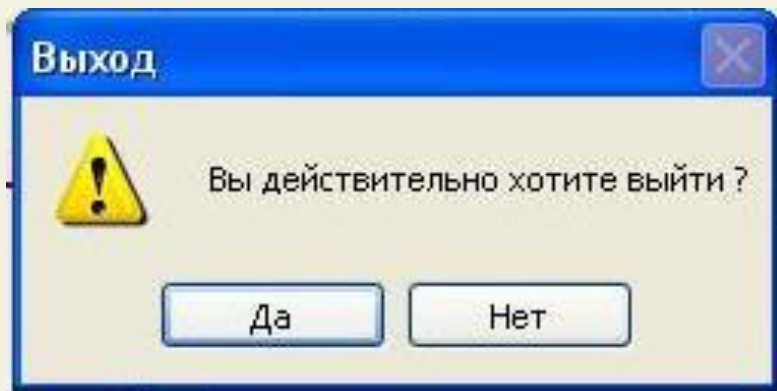 Выход
Вы действительно хотите выйти ?
Да
Нет